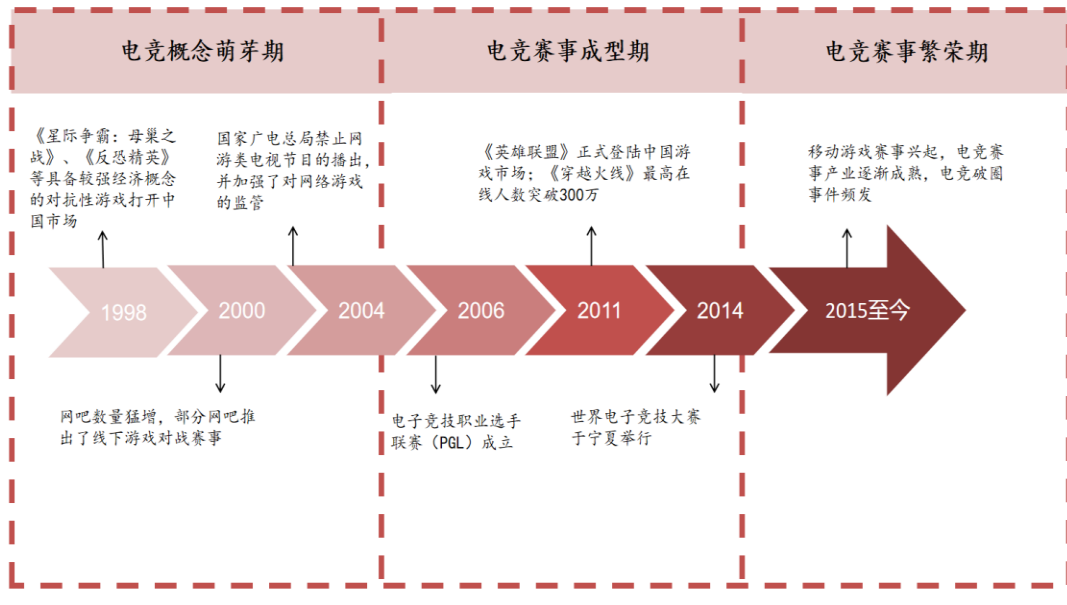 电竞概念萌芽期
电竞赛事成型期
电竞赛事繁荣期
《星际争霸：母巢之
战》、《反恐精英》
等具备较强经济概念
的对抗性游戏打开中
国市场
国家广电总局禁止网
游类电视节目的播出，
并加强了对网络游戏
的监管
《英雄联盟》正式登陆中国游
戏市场；《穿越火线》最高在
线人数突破300万
移动游戏赛事兴起，电竞赛
事产业逐渐成熟，电竞破圈
事件频发
1998
2000
2004
2006
2011
2014
2015至今
网吧数量猛增，部分网吧推
出了线下游戏对战赛事
电子竞技职业选手
联赛（PGL）成立
世界电子竞技大赛
于宁夏举行